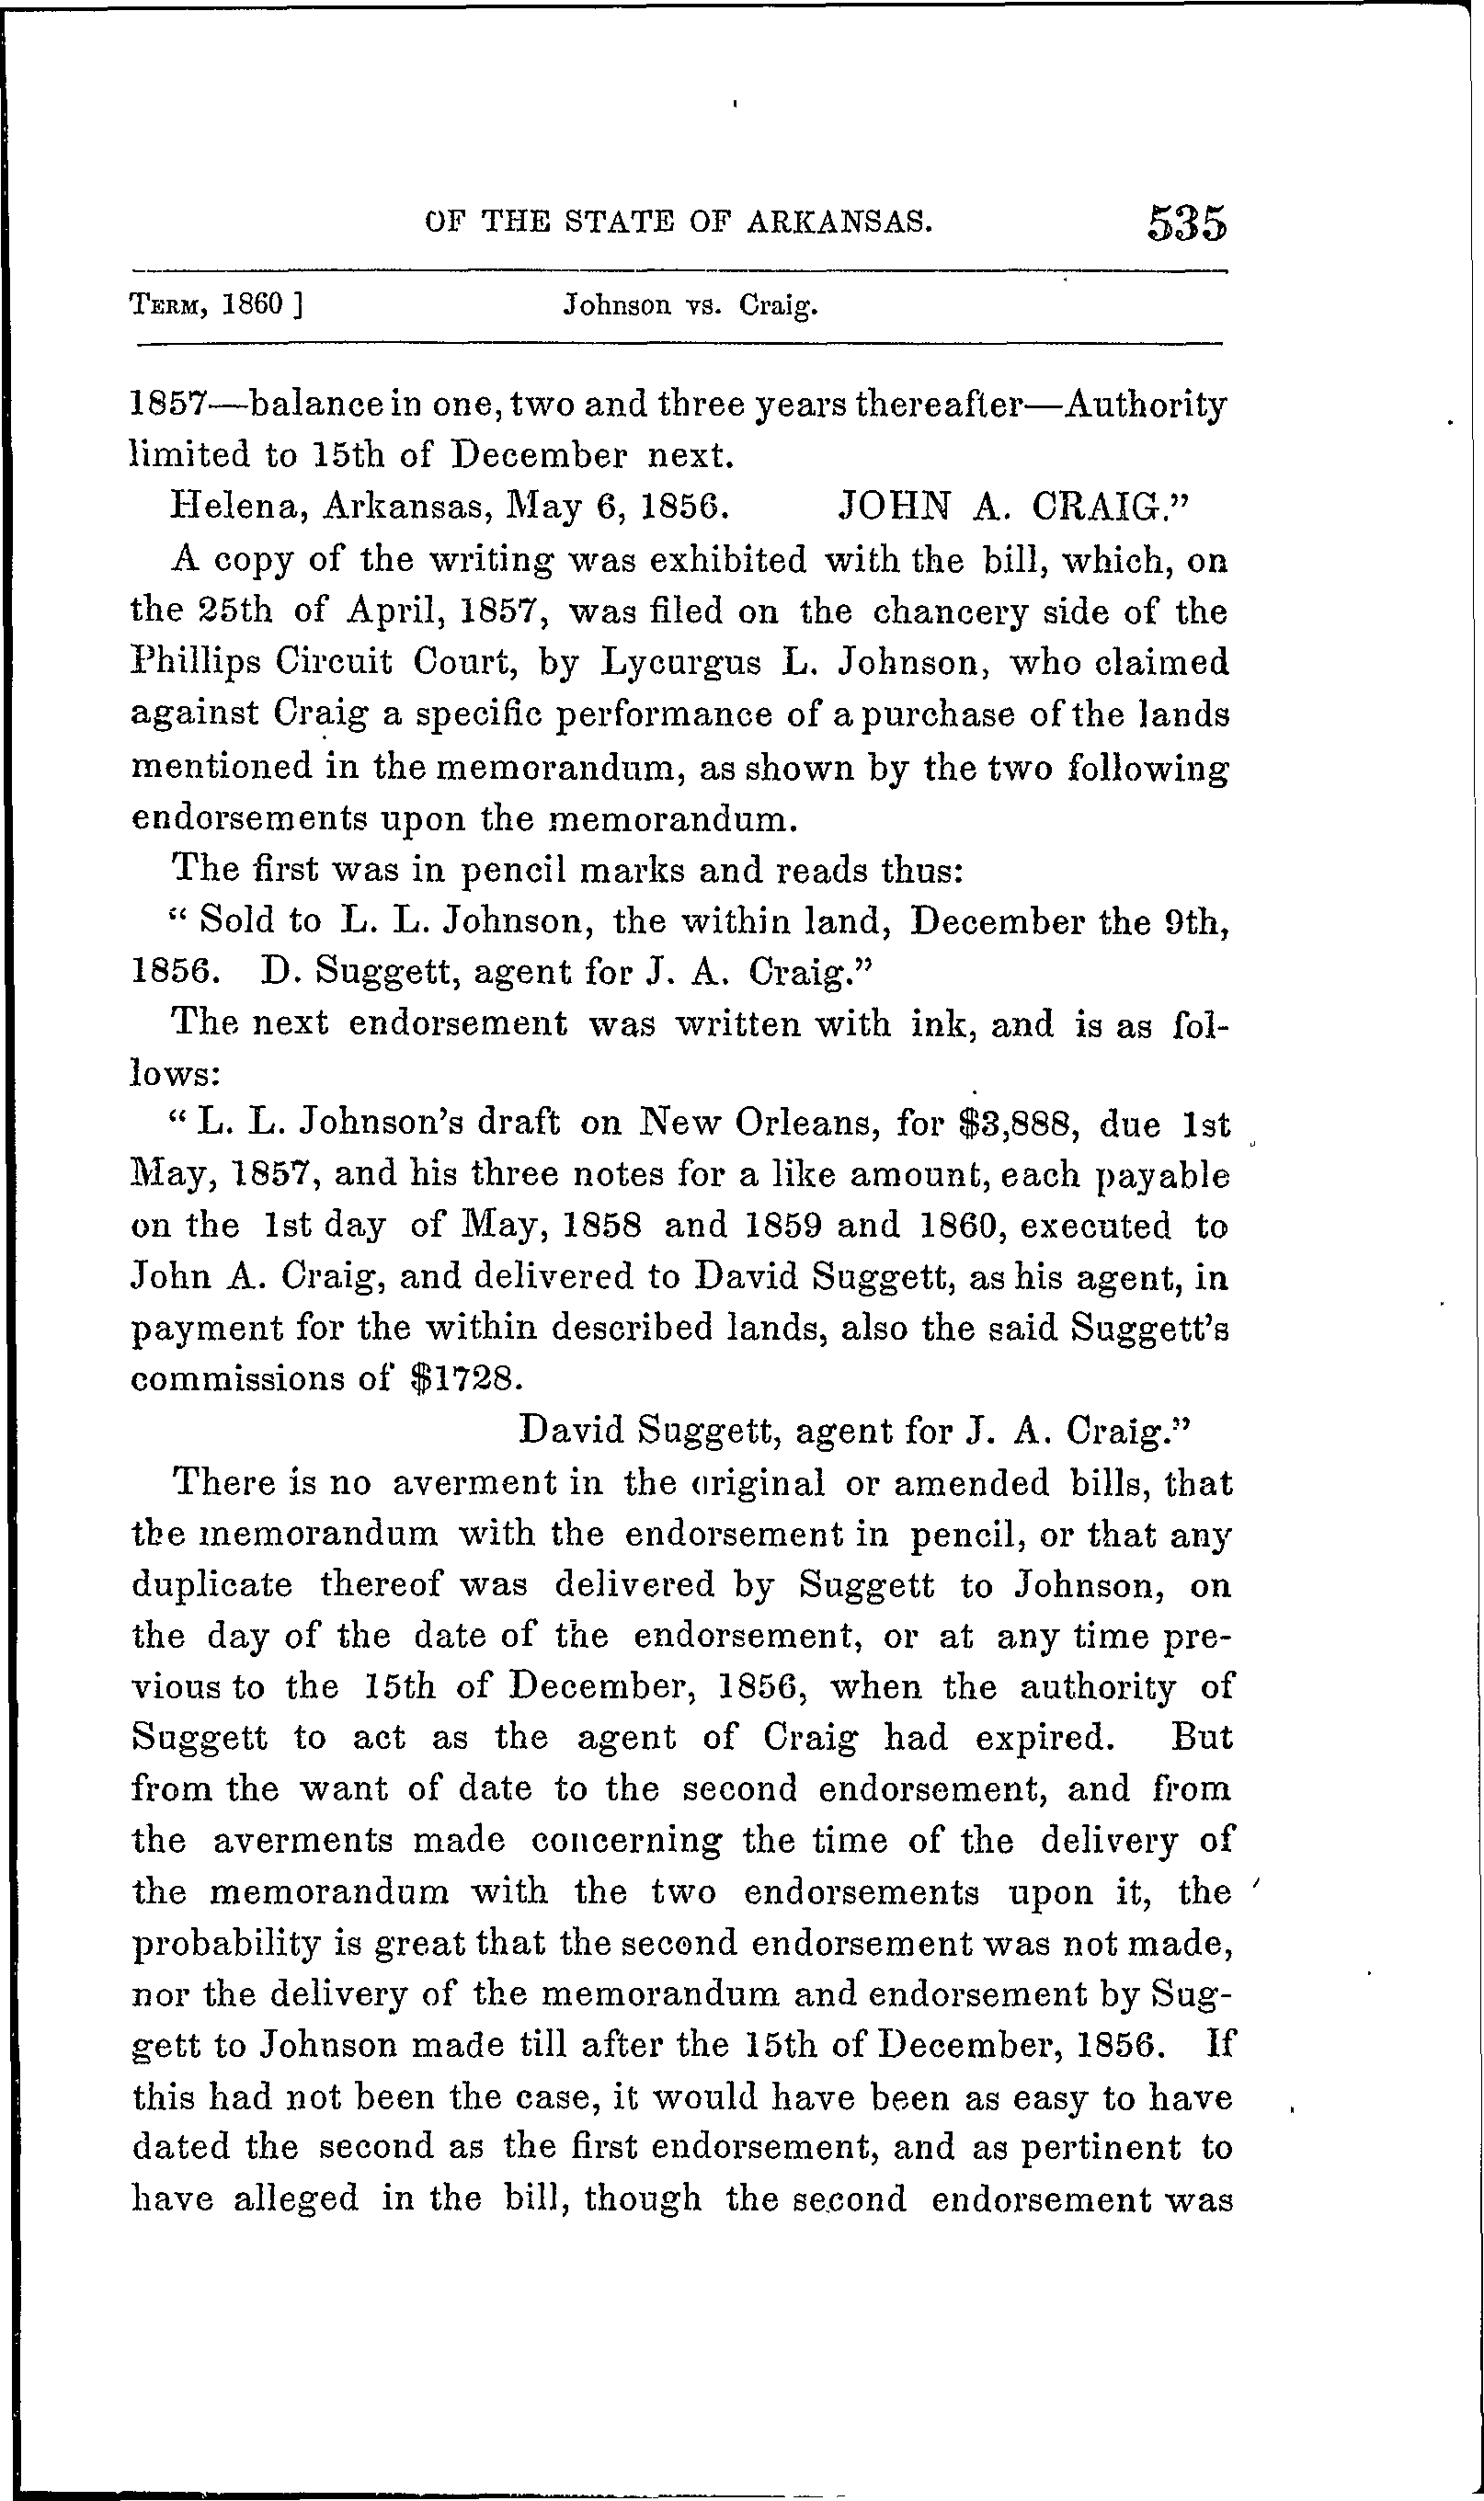 OF THE STATE OF ARKANSAS. 535
TERM, 1860 ] Johnson vs. Craig.
1857—balance in one, two and three years thereafter—Authority
limited to 15th of December next.
Helena, Arkansas, May 6, 1856. JOHN A. CRAIG."
A copy of the writing was exhibited with the bill, which, on
the 25th of April, 1857, was filed on the chancery side of the
Phillips Circuit Court, by Lycurgus L. Johnson, who claimed
against Craig a specific performance of a purchase of the lands
mentioned in the memorandum, as shown by the two following
endorsements upon the memorandum.
The first was in pencil marks and reads thus:
" Sold to L. L. Johnson, the within land, December the 9th,
1856. D. Suggett, agent for J. A. Craig."
The next endorsement was written with ink, and is as fol-
lows:
" L. L. Johnson's draft on New Orleans, for $3,888, due 1st
May, 1857, and his three notes for a like amount, each payable
on the 1st day of May, 1858 and 1859 and 1860, executed to
John A. Craig, and delivered to David Suggett, as his agent, in
payment for the within described lands, also the said Suggett's
commissions of $1728.
David Suggett, agent for J. A. Craig."
There is no averment in the original or amended bills, that
the memorandum with the endorsement in pencil, or that any
duplicate thereof was delivered by Suggett to Johnson, on
the day of the date of the endorsement, or at any time pre-
vious to the 15th of December, 1856, when the authority of
Suggett to act as the agent of Craig had expired. But
from the want of date to the second endorsement, and from
the averments made concerning the time of the delivery of
the memorandum with the two endorsements upon it, the
probability is great that the second endorsement was not made,
nor the delivery of the memorandum and endorsement by Sug-
gett to Johnson made till after the 15th of December, 1856. If
this had not been the case, it would have been as easy to have
dated the second as the first endorsement, and as pertinent to
have alleged in the bill, though the second endorsement was